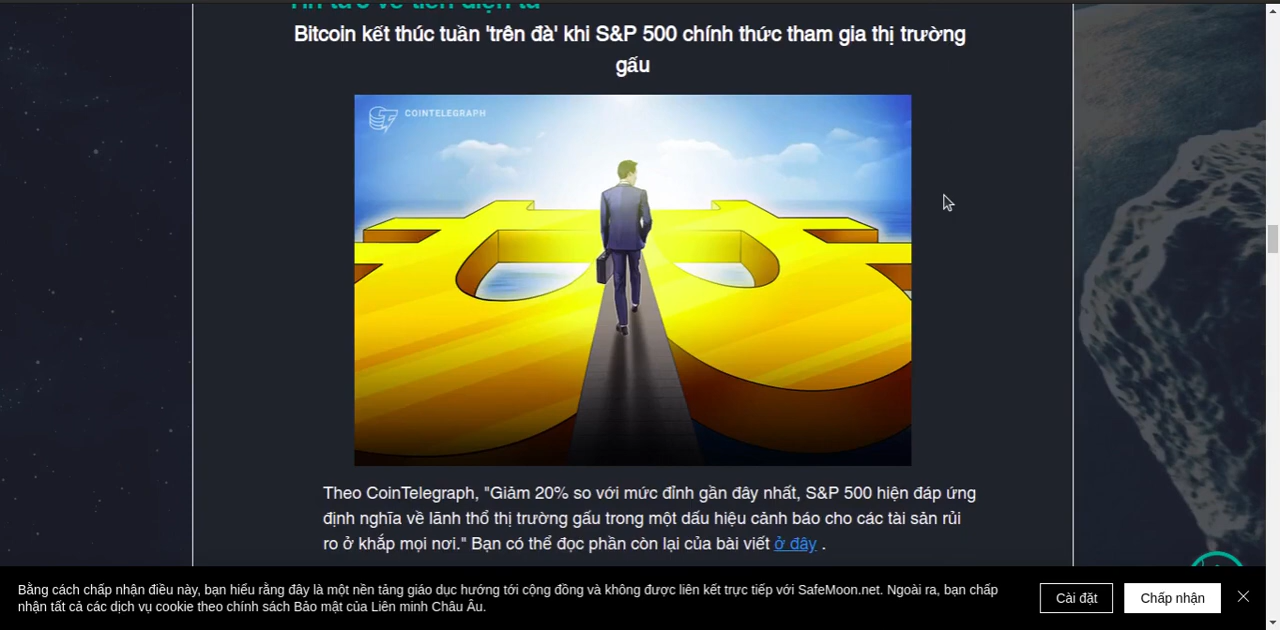 Bitcoin kết thúc tuần 'trên đà' khi S&P 500 chính thức tham gia thị trường
gấu
COINTELEGRAPH
Theo CoinTelegraph, "Giảm 20% so với mức đỉnh gần đây nhất, S&P 500 hiện đáp ứng
định nghĩa về lãnh thổ thị trường gấu trong một dấu hiệu cảnh báo cho các tài sản rủi
ro ở khắp mọi nơi." Bạn có thể đọc phần còn lại của bài viết ở đây .
Bằng cách chấp nhận điều này, bạn hiểu rằng đây là một nền tảng giáo dục hướng tới cộng đồng và không được liên kết trực tiếp với SafeMoon.net. Ngoài ra, bạn chấp
nhận tất cả các dịch vụ cookie theo chính sách Bảo mật của Liên minh Châu Âu.
Cài đặt
Chấp nhận